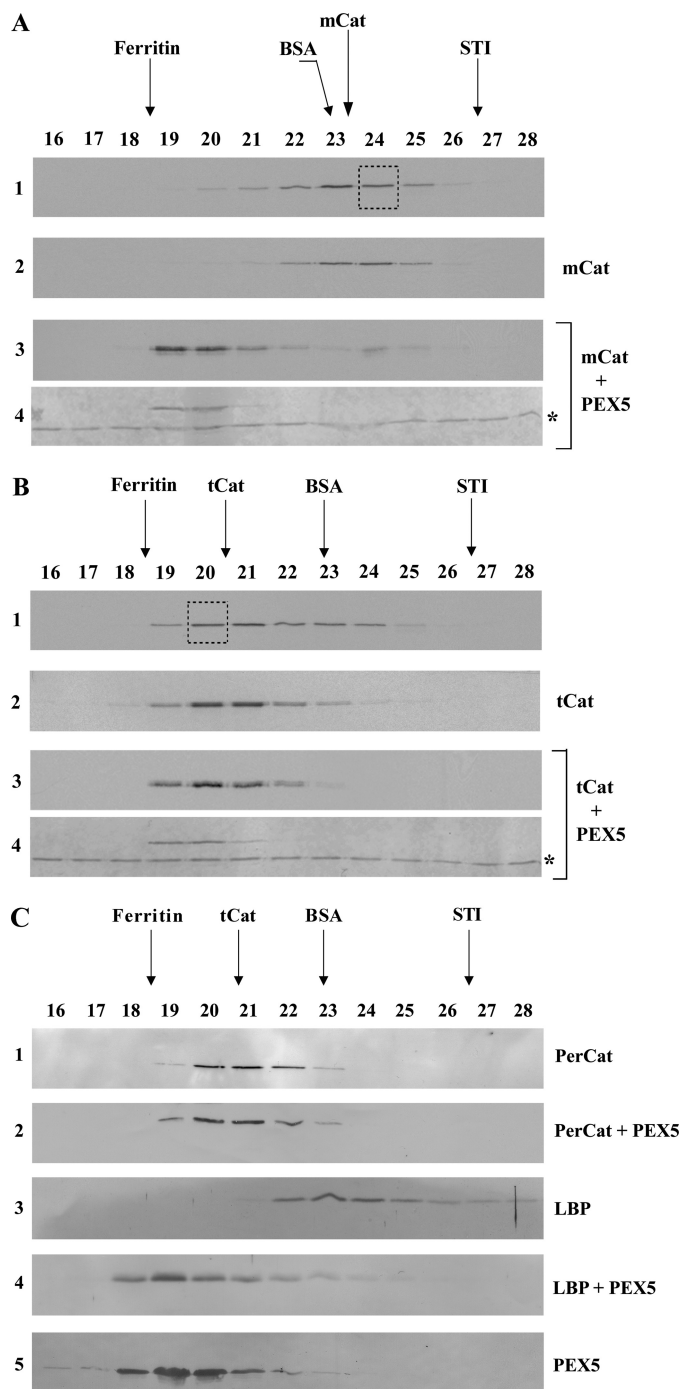 A
mCat
Ferritin BSA STI
16 17 18 19 20 21 22 23 24 25 26 27 28
1
2 mCat
3
mCat
+
PEX5
4 *
B
Ferritin tCat BSA STI
16 17 18 19 20 21 22 23 24 25 26 27 28
1
2 tCat
3
tCat
+
PEX5
4 *
C
Ferritin tCat BSA STI
16 17 18 19 20 21 22 23 24 25 26 27 28
1 PerCat
2 PerCat + PEX5
3 LBP
4 LBP + PEX5
5 PEX5